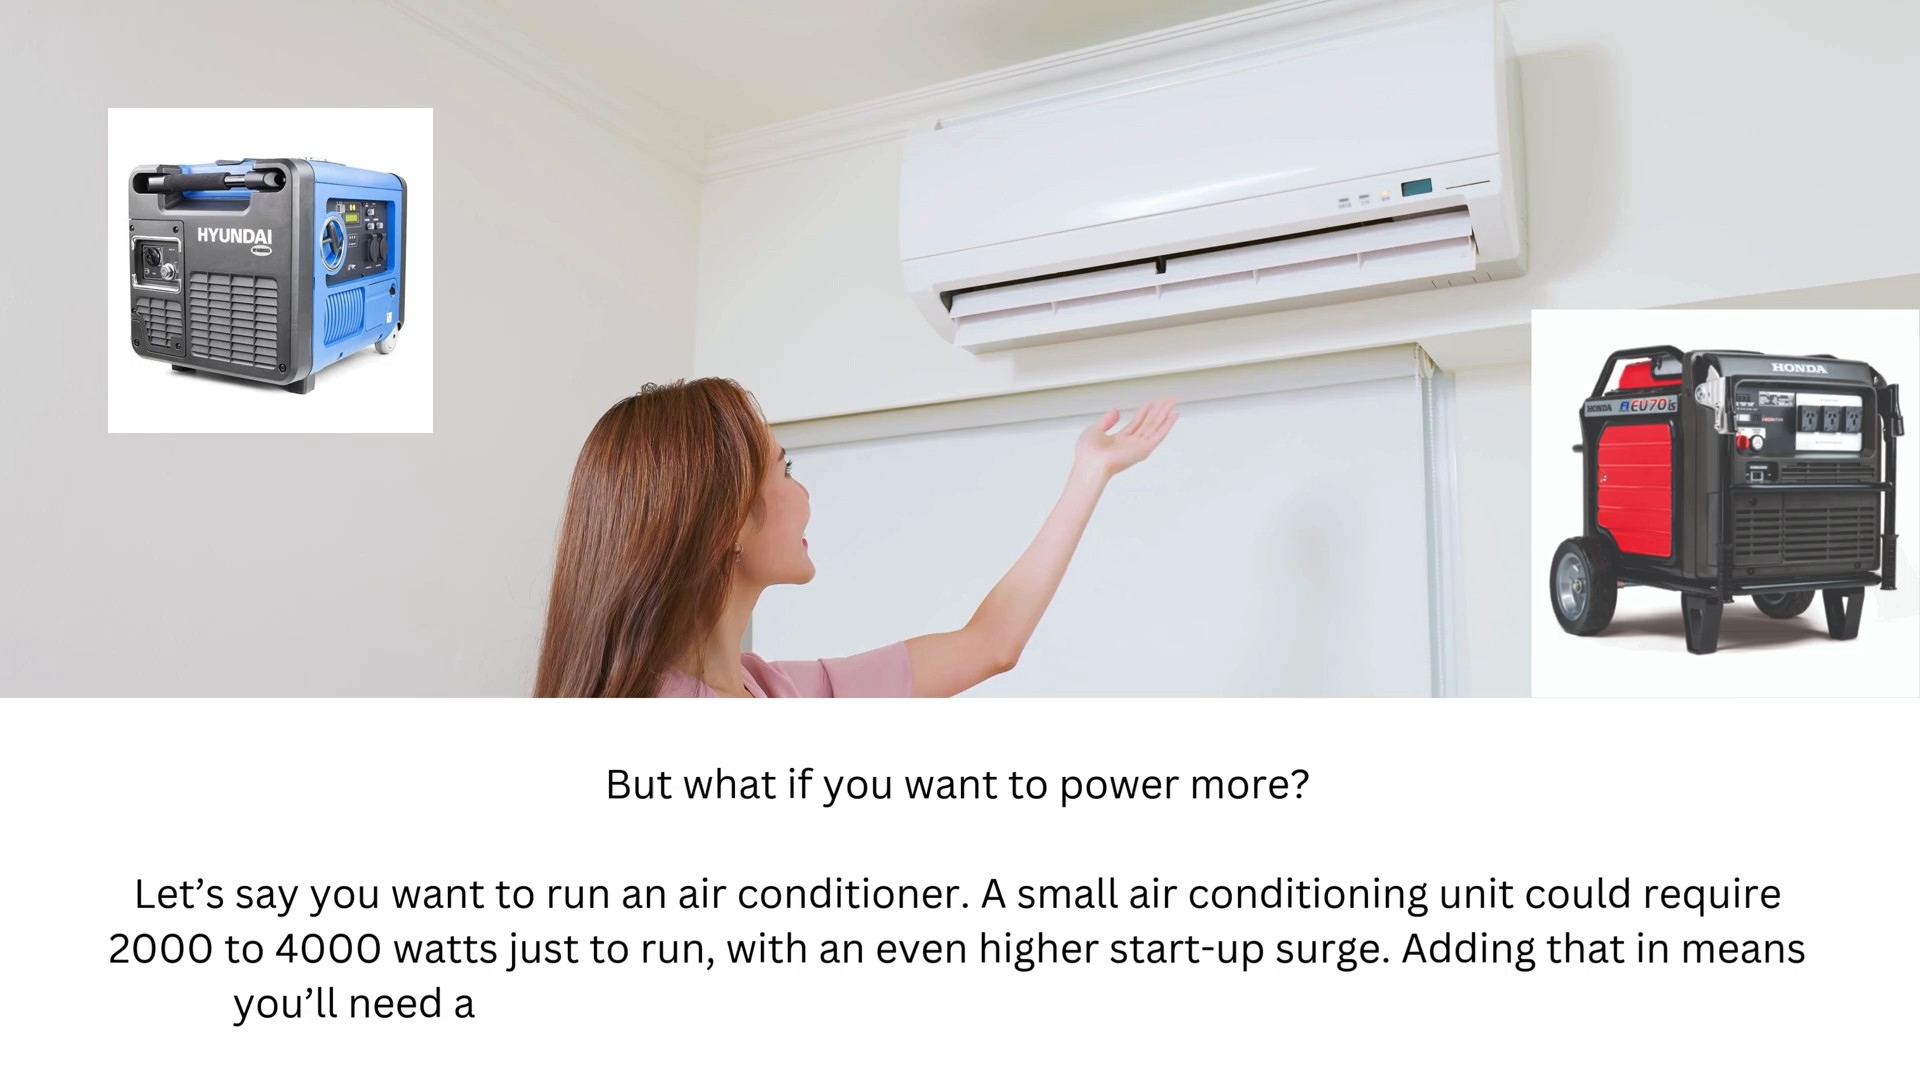 HYUNDAI
HONDA
HONDA EU70is
But what if you want to power more?
Let’s say you want to run an air conditioner. A small air conditioning unit could require
2000 to 4000 watts just to run, with an even higher start-up surge. Adding that in means
you’ll need a